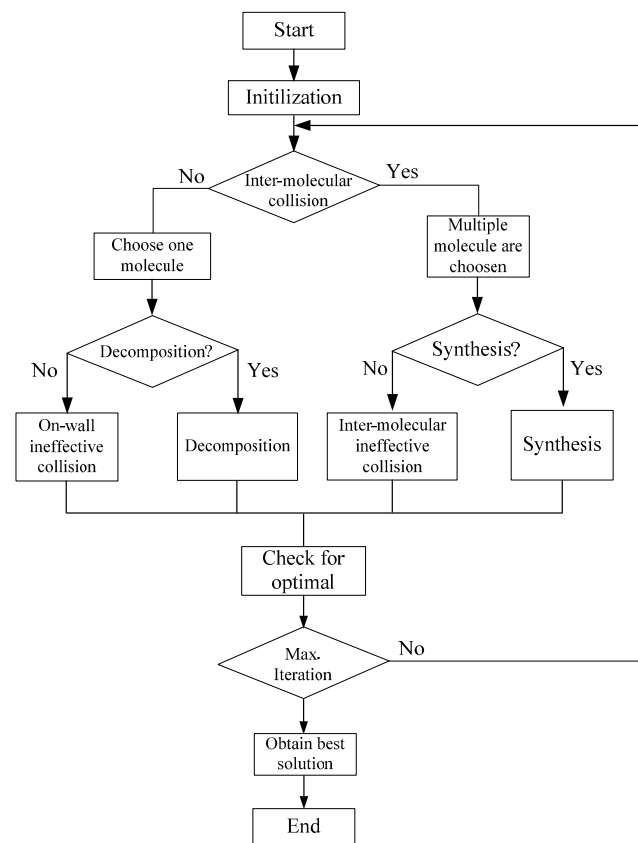 Start
Initilization
No
Inter-molecular
collision
Yes
Choose one
molecule
Multiple
molecule are
choosen
Decomposition?
No
Yes
Synthesis?
No
Yes
On-wall
ineffective
collision
Decomposition
Inter-molecular
ineffective
collision
Synthesis
Check for
optimal
Max.
Iteration
No
Obtain best
solution
End